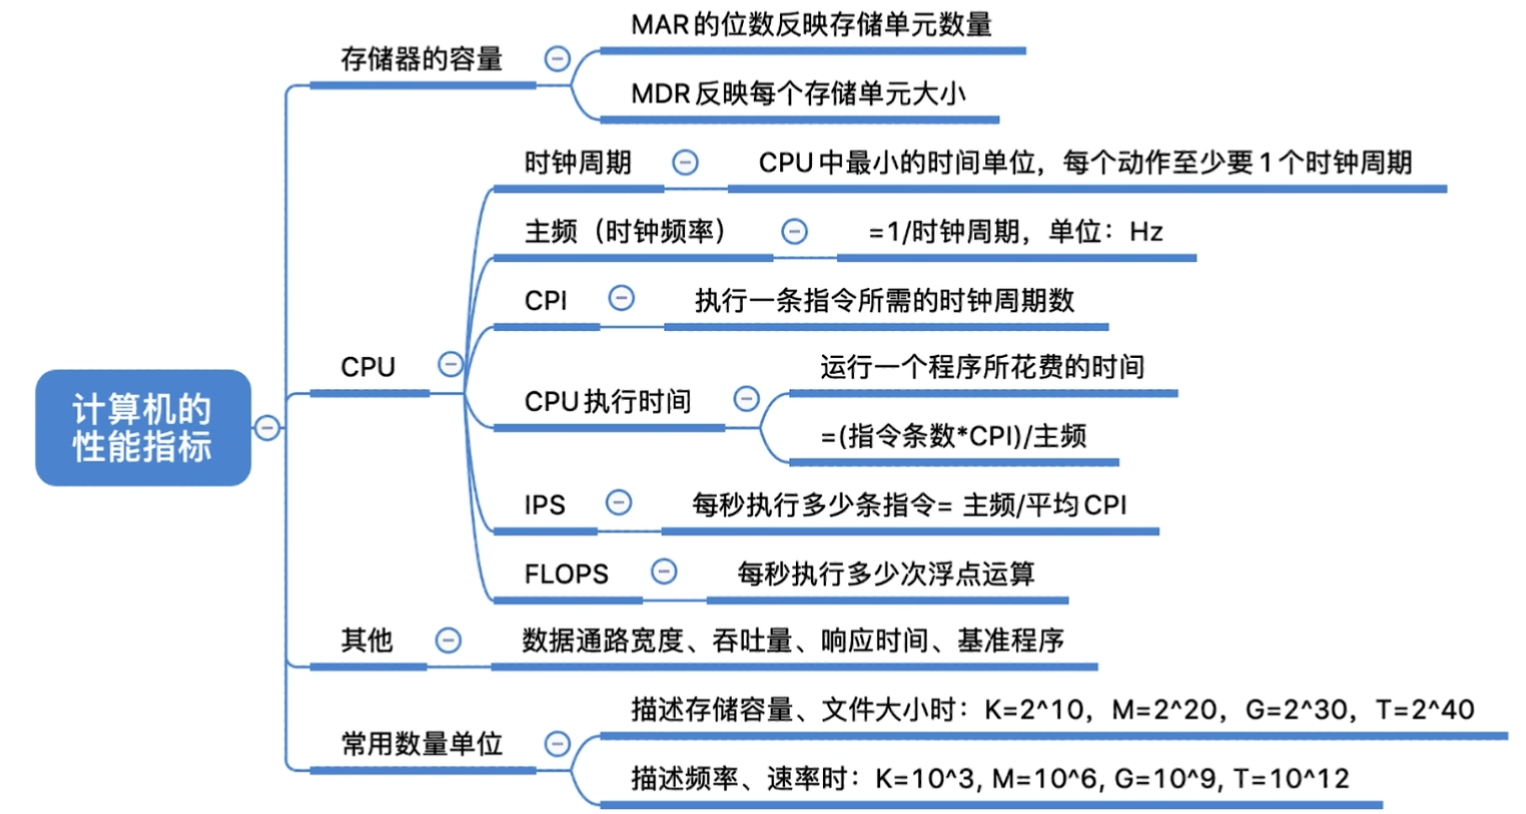 计算机的
性能指标
存储器的容量
MAR的位数反映存储单元数量
MDR反映每个存储单元大小
CPU
时钟周期
CPU中最小的时间单位，每个动作至少要1个时钟周期
主频（时钟频率）
=1/时钟周期，单位：Hz
CPI
执行一条指令所需的时钟周期数
CPU执行时间
运行一个程序所花费的时间
=(指令条数*CPI)/主频
IPS
每秒执行多少条指令= 主频/平均CPI
FLOPS
每秒执行多少次浮点运算
其他
数据通路宽度、吞吐量、响应时间、基准程序
常用数量单位
描述存储容量、文件大小时：K=2^10，M=2^20，G=2^30，T=2^40
描述频率、速率时：K=10^3, M=10^6, G=10^9, T=10^12